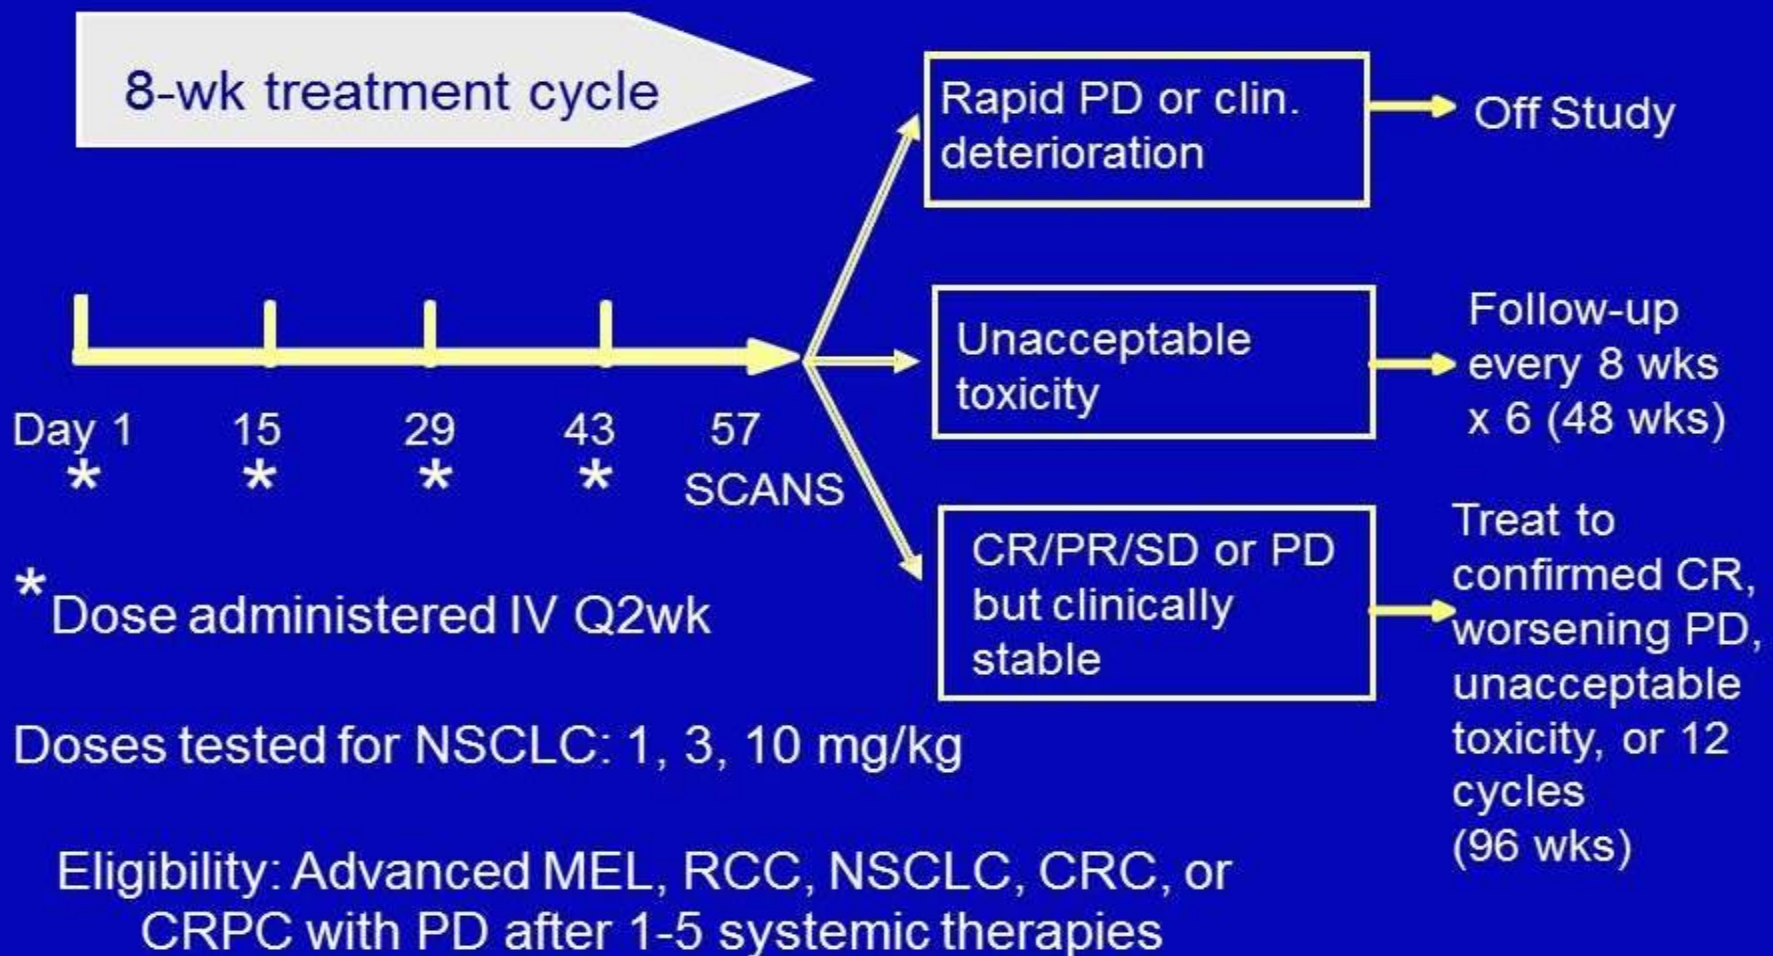 8-wk treatment cycle
Day 1 15 29 43 57
* * * * SCANS
* Dose administered IV Q2wk
Doses tested for NSCLC: 1, 3, 10 mg/kg
Eligibility: Advanced MEL, RCC, NSCLC, CRC, or
CRPC with PD after 1-5 systemic therapies
Rapid PD or clin.
deterioration
Off Study
Unacceptable
toxicity
Follow-up
every 8 wks
x 6 (48 wks)
CR/PR/SD or PD
but clinically
stable
Treat to
confirmed CR,
worsening PD,
unacceptable
toxicity, or 12
cycles
(96 wks)